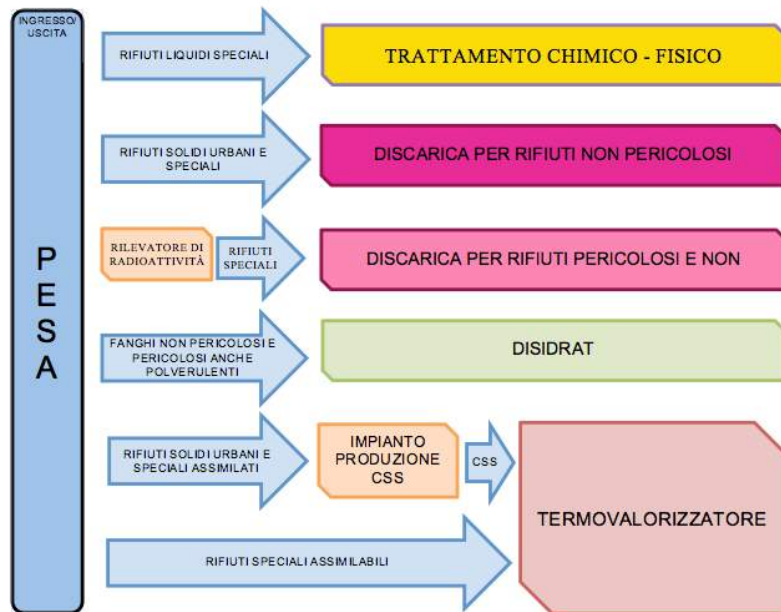 INGRESSO/
USCITA
PESA
RIFIUTI LIQUIDI SPECIALI
TRATTAMENTO CHIMICO - FISICO
RIFIUTI SOLIDI URBANI E
SPECIALI
DISCARICA PER RIFIUTI NON PERICOLOSI
RILEVATORE DI
RADIOATTIVITÀ
RIFIUTI
SPECIALI
DISCARICA PER RIFIUTI PERICOLOSI E NON
FANGHI NON PERICOLOSI E
PERICOLOSI ANCHE
POLVERULENTI
DISIDRAT
RIFIUTI SOLIDI URBANI E
SPECIALI ASSIMILATI
IMPIANTO
PRODUZIONE
CSS
CSS
TERMOVALORIZZATORE
RIFIUTI SPECIALI ASSIMILABILI